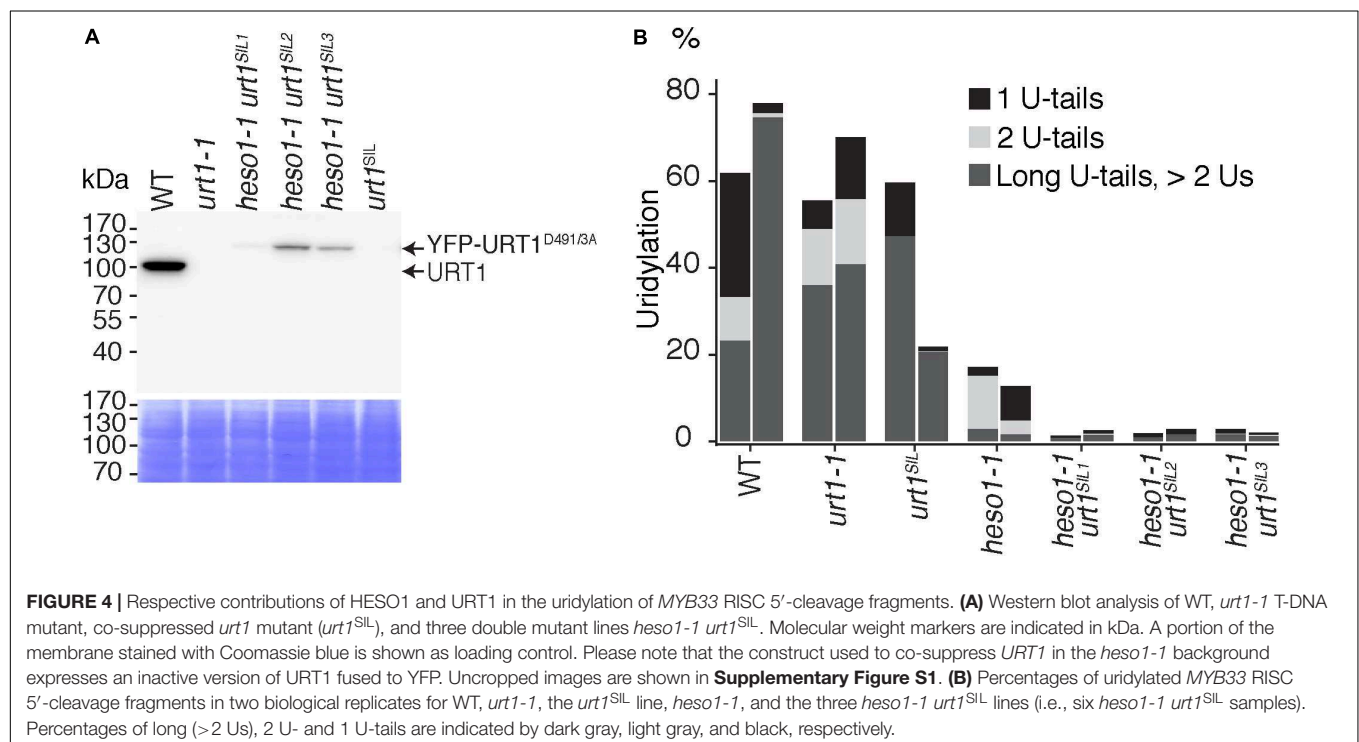 A
kDa
WT
urt1-1
heso1-1 urt1SIL1
heso1-1 urt1SIL2
heso1-1 urt1SIL3
urt1SIL
170
130
100
70
55
40
YFP-URT1D491/3A
URT1
170
130
100
70
B
%
Uridylation
80
60
40
20
0
1 U-tails
2 U-tails
Long U-tails, > 2 Us
WT
urt1-1
urt1SIL
heso1-1
heso1-1
urt1SIL1
heso1-1
urt1SIL2
heso1-1
urt1SIL3
FIGURE 4 | Respective contributions of HESO1 and URT1 in the uridylation of MYB33 RISC 5′-cleavage fragments. (A) Western blot analysis of WT, urt1-1 T-DNA
mutant, co-suppressed urt1 mutant (urt1SIL), and three double mutant lines heso1-1 urt1SIL. Molecular weight markers are indicated in kDa. A portion of the
membrane stained with Coomassie blue is shown as loading control. Please note that the construct used to co-suppress URT1 in the heso1-1 background
expresses an inactive version of URT1 fused to YFP. Uncropped images are shown in Supplementary Figure S1. (B) Percentages of uridylated MYB33 RISC
5′-cleavage fragments in two biological replicates for WT, urt1-1, the urt1SIL line, heso1-1, and the three heso1-1 urt1SIL lines (i.e., six heso1-1 urt1SIL samples).
Percentages of long (>2 Us), 2 U- and 1 U-tails are indicated by dark gray, light gray, and black, respectively.